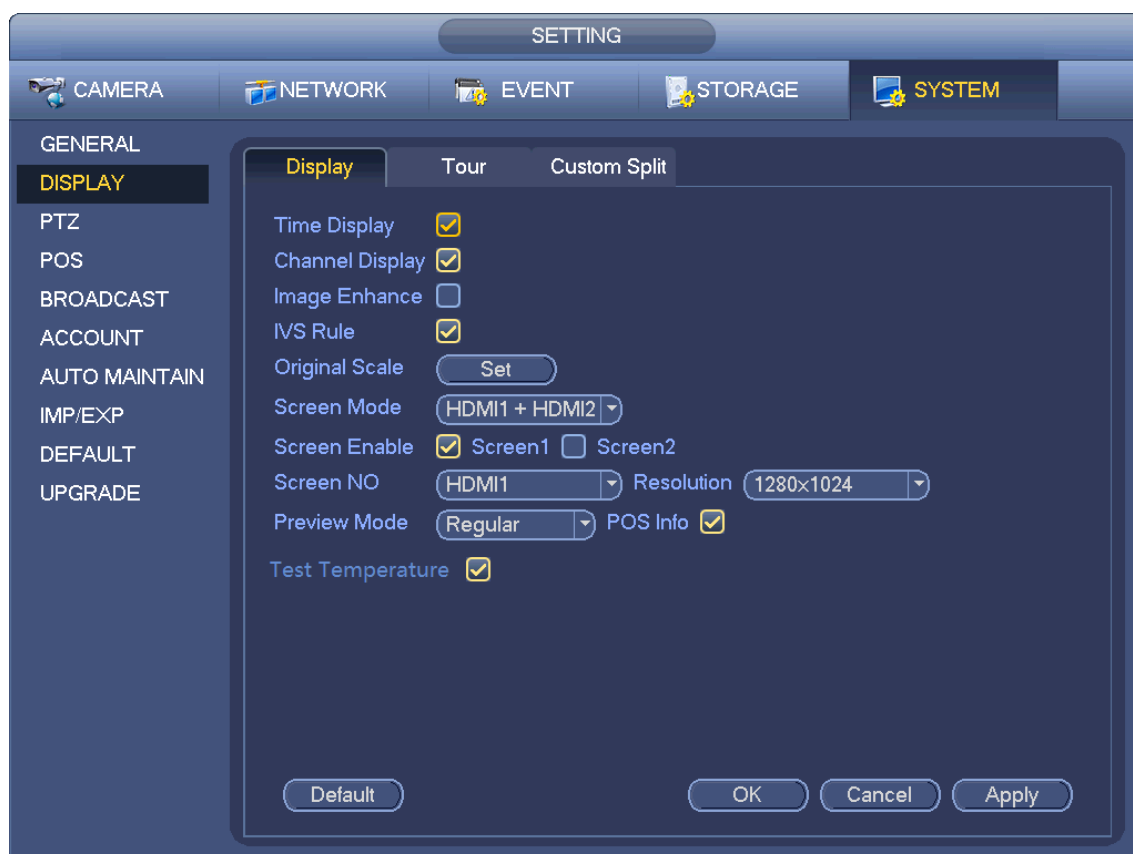 SETTING
CAMERA NETWORK EVENT STORAGE SYSTEM
GENERAL
DISPLAY
PTZ
POS
BROADCAST
ACCOUNT
AUTO MAINTAIN
IMP/EXP
DEFAULT
UPGRADE
Display Tour Custom Split
Time Display
Channel Display
Image Enhance
IVS Rule
Original Scale Set
Screen Mode HDMI1 + HDMI2
Screen Enable Screen1 Screen2
Screen NO HDMI1 Resolution 1280×1024
Preview Mode Regular POS Info
Test Temperature
Default OK Cancel Apply